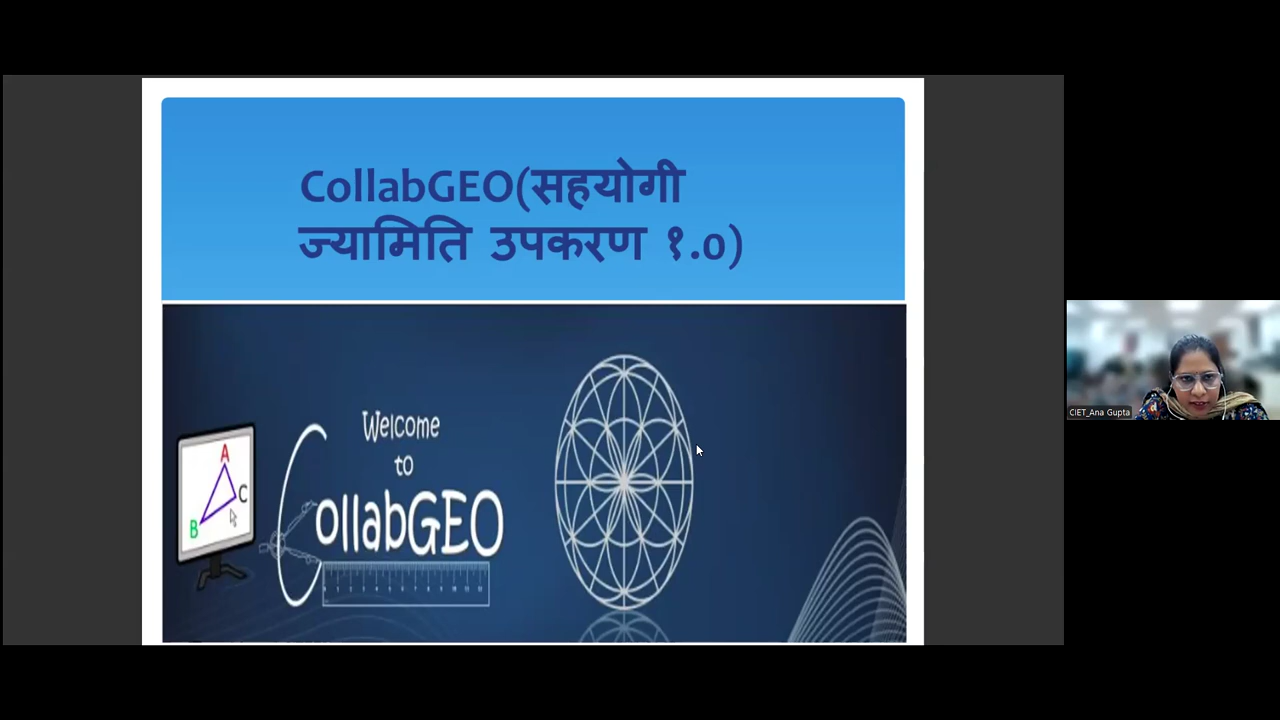 CollabGEO(सहयोगी
ज्यामिति उपकरण १.०)
Welcome
to
CollabGEO
A
C
B
CIET_Ana Gupta